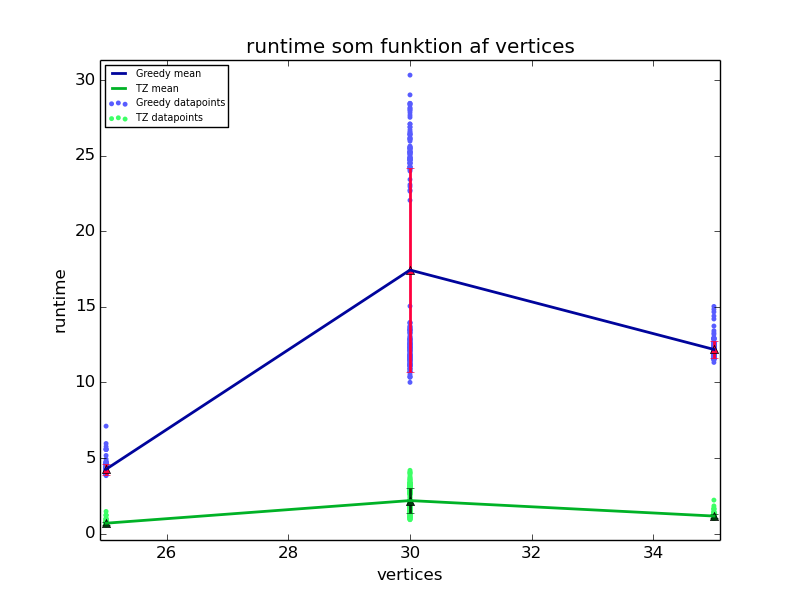 runtime som funktion af vertices
Greedy mean
TZ mean
Greedy datapoints
TZ datapoints
30
25
20
15
10
5
0
runtime
26 28 30 32 34
vertices